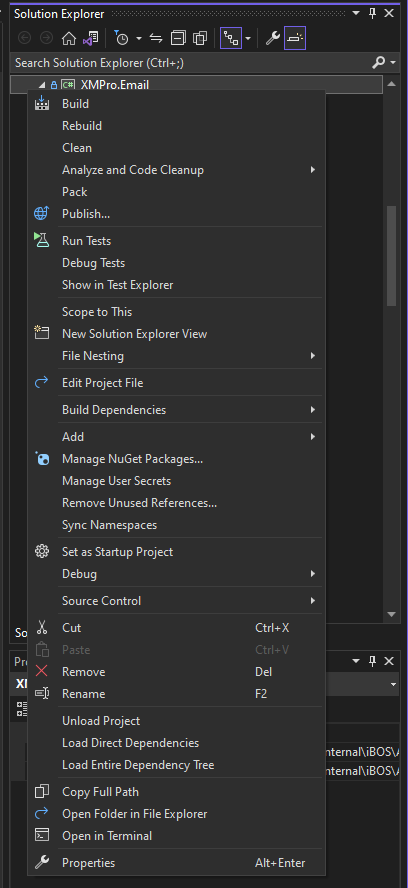 Solution Explorer
Search Solution Explorer (Ctrl+;)
C# XMPro.Email
Build
Rebuild
Clean
Analyze and Code Cleanup
Pack
Publish...
Run Tests
Debug Tests
Show in Test Explorer
Scope to This
New Solution Explorer View
File Nesting
Edit Project File
Build Dependencies
Add
Manage NuGet Packages...
Manage User Secrets
Remove Unused References...
Sync Namespaces
Set as Startup Project
Debug
Source Control
Cut Ctrl+X
So
Paste Ctrl+V
Pro
Remove Del
XM
Rename F2
Unload Project
Load Direct Dependencies
nternal\iBOS\A
Load Entire Dependency Tree
nternal\iBOS\A
Copy Full Path
Open Folder in File Explorer
Open in Terminal
Properties Alt+Enter